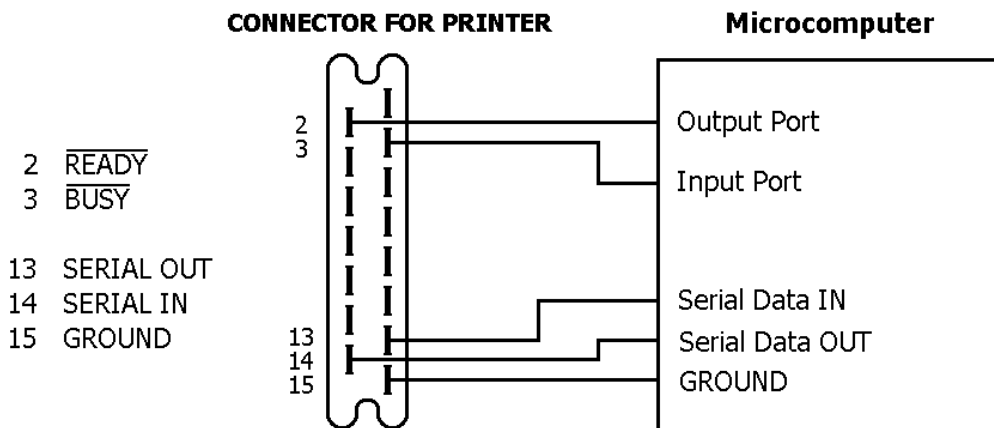 CONNECTOR FOR PRINTER
Microcomputer
2 READY
3 BUSY
13 SERIAL OUT
14 SERIAL IN
15 GROUND
2
3
13
14
15
Output Port
Input Port
Serial Data IN
Serial Data OUT
GROUND